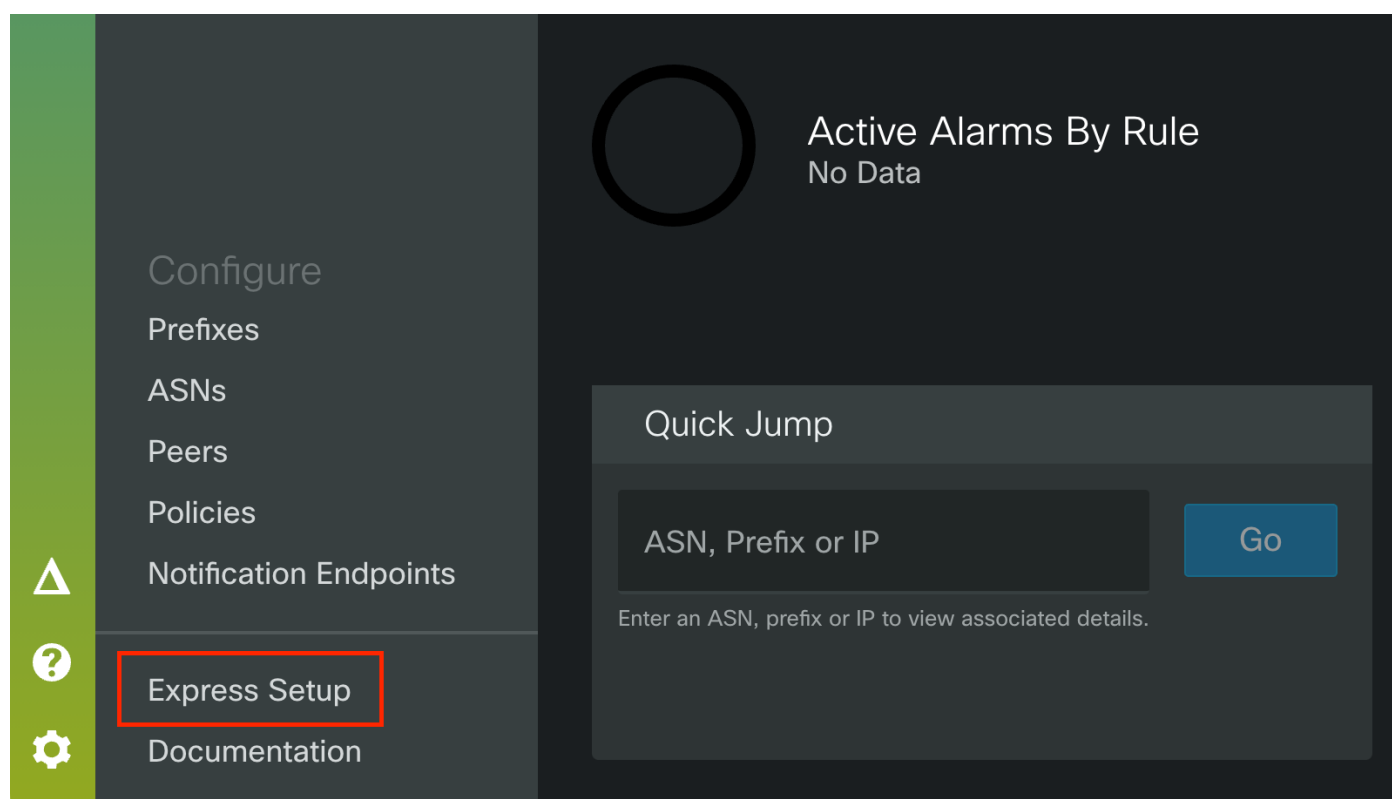 Configure
Prefixes
ASNs
Peers
Policies
Notification Endpoints
Express Setup
Documentation
Active Alarms By Rule
No Data
Quick Jump
ASN, Prefix or IP
Go
Enter an ASN, prefix or IP to view associated details.